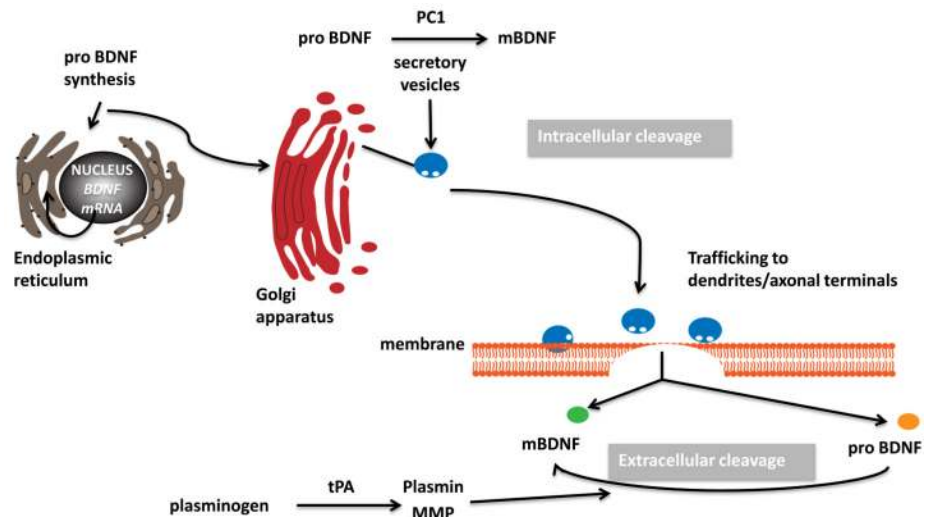 PC1
pro BDNF
mBDNF
pro BDNF
synthesis
secretory
vesicles
Intracellular cleavage
NUCLEUS
BDNF
mRNA
Endoplasmic
reticulum
Golgi
apparatus
Trafficking to
dendrites/axonal terminals
membrane
mBDNF
pro BDNF
Extracellular cleavage
plasminogen
tPA
Plasmin
MMP